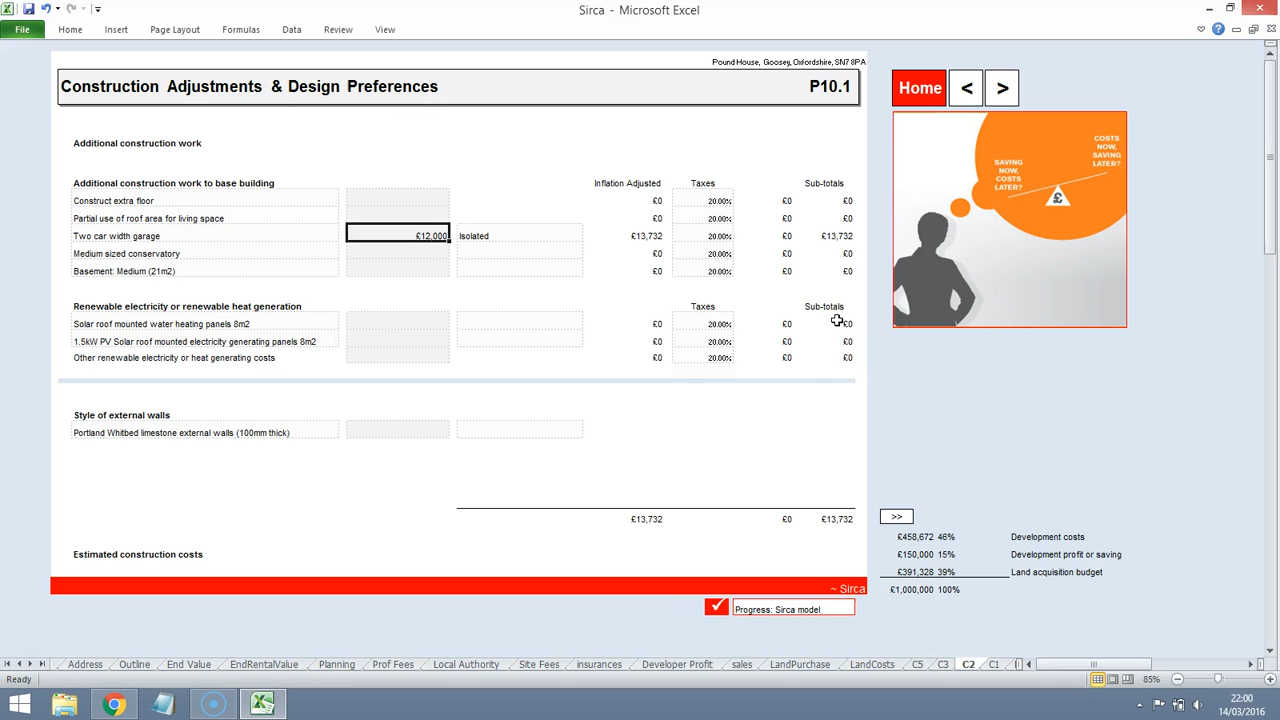 Sirca - Microsoft Excel
File Home Insert Page Layout Formulas Data Review View
Pound House, Goosey, Oxfordshire, SN7 8PA
Construction Adjustments & Design Preferences P10.1
Home < >
COSTS NOW, SAVING LATER?
SAVING NOW, COSTS LATER?
£
Additional construction work
Additional construction work to base building Inflation Adjusted Taxes Sub-totals
Construct extra floor £0 20.00% £0 £0
Partial use of roof area for living space £0 20.00% £0 £0
Two car width garage £12,000 Isolated £13,732 20.00% £0 £13,732
Medium sized conservatory £0 20.00% £0 £0
Basement: Medium (21m2) £0 20.00% £0 £0
Renewable electricity or renewable heat generation Taxes Sub-totals
Solar roof mounted water heating panels 8m2 £0 20.00% £0 £0
1.5kW PV Solar roof mounted electricity generating panels 8m2 £0 20.00% £0 £0
Other renewable electricity or heat generating costs £0 20.00% £0 £0
Style of external walls
Portland Whitbed limestone external walls (100mm thick)
£13,732 £0 £13,732
>>
£458,672 46% Development costs
£150,000 15% Development profit or saving
£391,328 39% Land acquisition budget
£1,000,000 100%
Estimated construction costs
~ Sirca
Progress: Sirca model
Address Outline End Value EndRentalValue Planning Prof Fees Local Authority Site Fees insurances Developer Profit sales LandPurchase LandCosts C5 C3 C2 C1
Ready 85%
22:00
14/03/2016